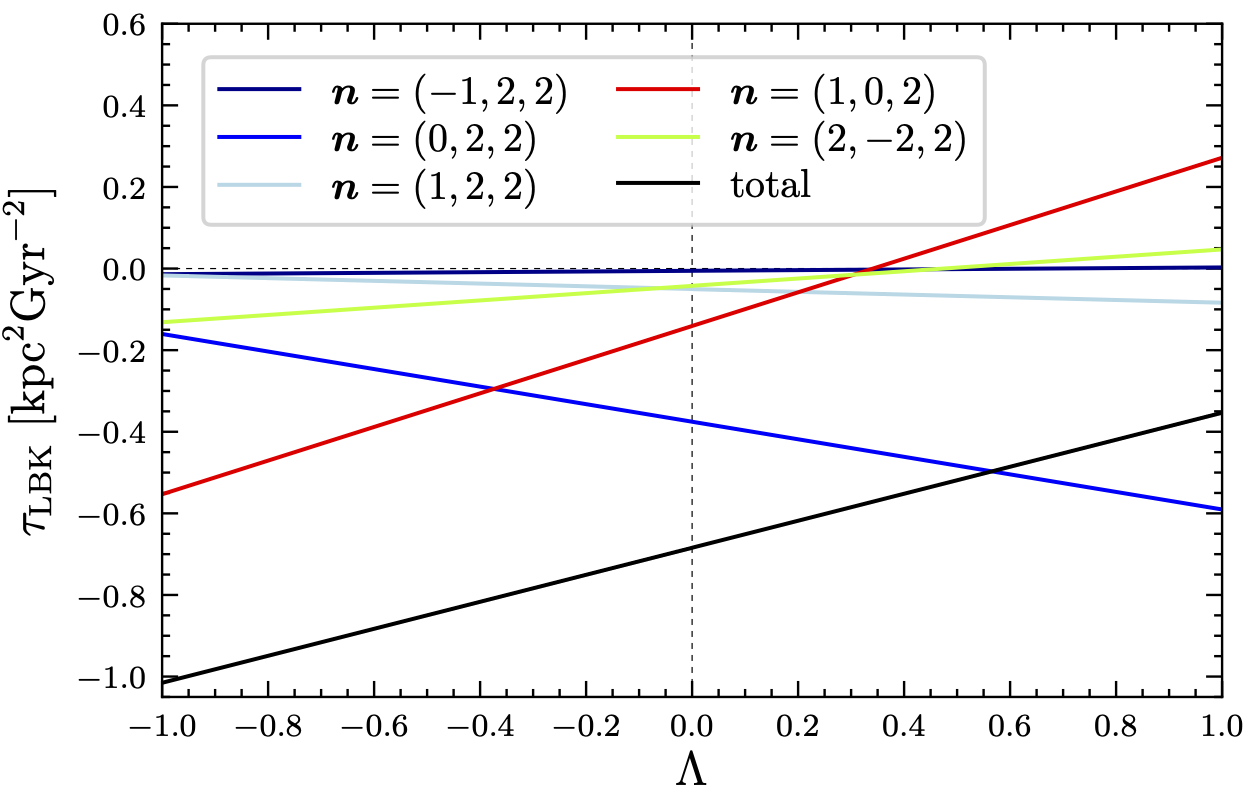 0.6
0.4
0.2
0.0
−0.2
−0.4
−0.6
−0.8
−1.0
τLBK [kpc²Gyr⁻²]
n = (−1, 2, 2)
n = (0, 2, 2)
n = (1, 2, 2)
n = (1, 0, 2)
n = (2, −2, 2)
total
−1.0 −0.8 −0.6 −0.4 −0.2 0.0 0.2 0.4 0.6 0.8 1.0
Λ